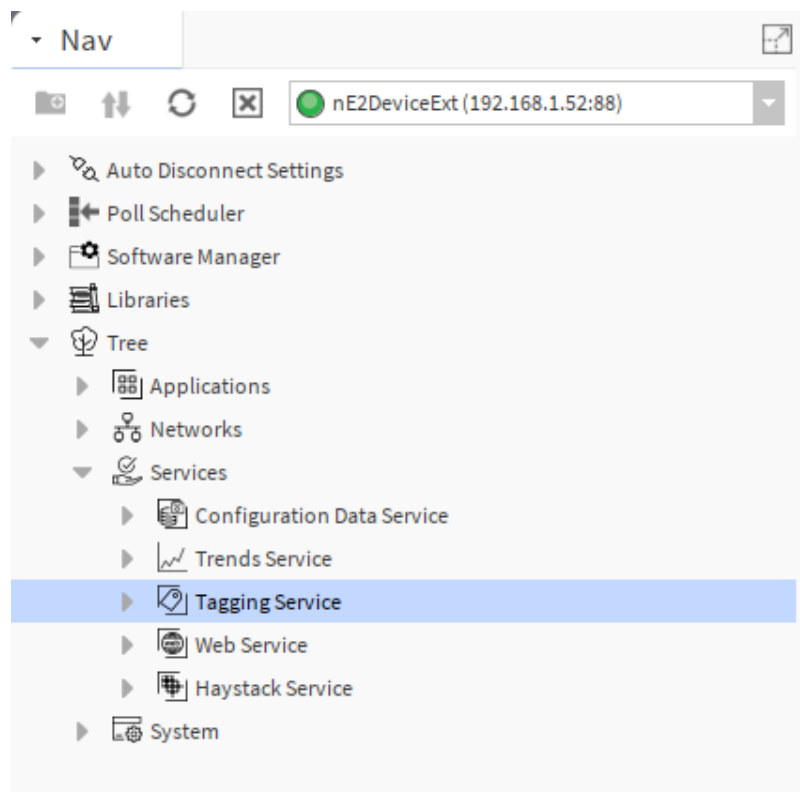 Nav
nE2DeviceExt (192.168.1.52:88)
Auto Disconnect Settings
Poll Scheduler
Software Manager
Libraries
Tree
Applications
Networks
Services
Configuration Data Service
Trends Service
Tagging Service
Web Service
Haystack Service
System